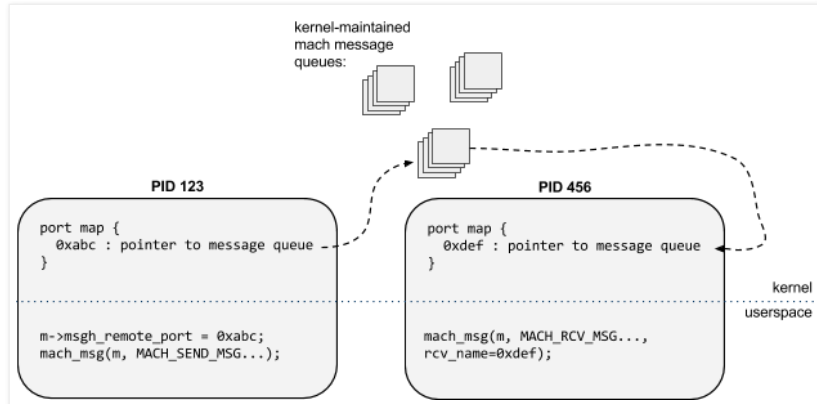 kernel-maintained
mach message
queues:
PID 123
port map {
0xabc : pointer to message queue
}
m->msgh_remote_port = 0xabc;
mach_msg(m, MACH_SEND_MSG...);
PID 456
port map {
0xdef : pointer to message queue
}
mach_msg(m, MACH_RCV_MSG...,
rcv_name=0xdef);
kernel
userspace